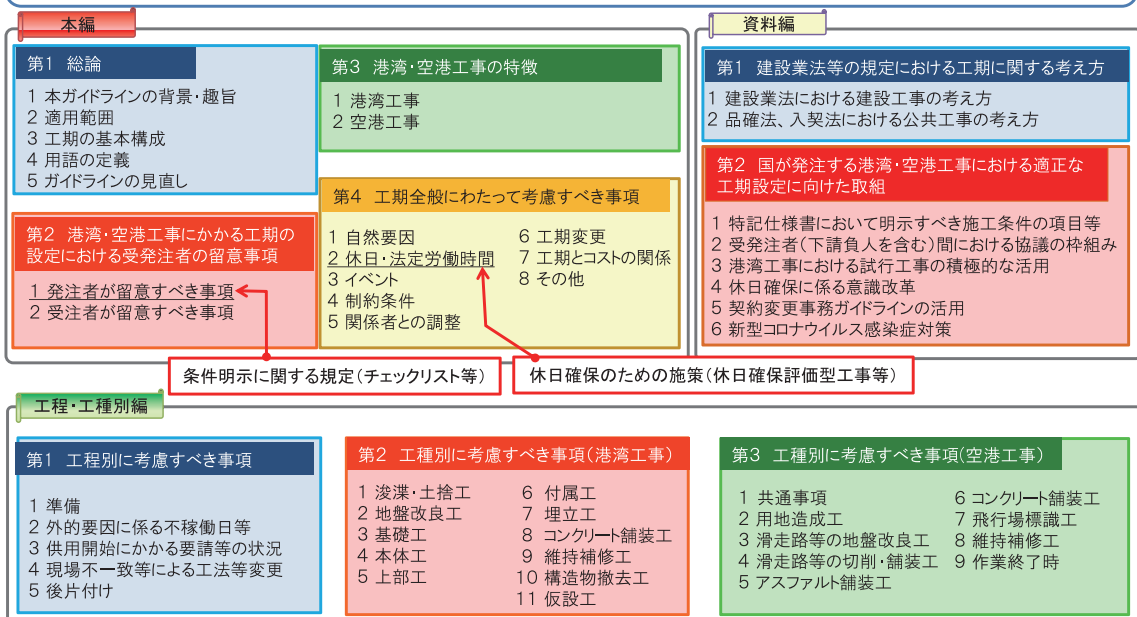 本編
第1 総論
1 本ガイドラインの背景・趣旨
2 適用範囲
3 工期の基本構成
4 用語の定義
5 ガイドラインの見直し
第2 港湾・空港工事にかかる工期の
設定における受発注者の留意事項
1 発注者が留意すべき事項
2 受注者が留意すべき事項
第3 港湾・空港工事の特徴
1 港湾工事
2 空港工事
第4 工期全般にわたって考慮すべき事項
1 自然要因
2 休日・法定労働時間
3 イベント
4 制約条件
5 関係者との調整
6 工期変更
7 工期とコストの関係
8 その他
条件明示に関する規定(チェックリスト等)
休日確保のための施策(休日確保評価型工事等)
資料編
第1 建設業法等の規定における工期に関する考え方
1 建設業法における建設工事の考え方
2 品確法、入契法における公共工事の考え方
第2 国が発注する港湾・空港工事における適正な
工期設定に向けた取組
1 特記仕様書において明示すべき施工条件の項目等
2 受発注者(下請負人を含む)間における協議の枠組み
3 港湾工事における試行工事の積極的な活用
4 休日確保に係る意識改革
5 契約変更事務ガイドラインの活用
6 新型コロナウイルス感染症対策
工程・工種別編
第1 工程別に考慮すべき事項
1 準備
2 外的要因に係る不稼働日等
3 供用開始にかかる要請等の状況
4 現場不一致等による工法等変更
5 後片付け
第2 工種別に考慮すべき事項(港湾工事)
1 浚渫・土捨工
2 地盤改良工
3 基礎工
4 本体工
5 上部工
6 付属工
7 埋立工
8 コンクリート舗装工
9 維持補修工
10 構造物撤去工
11 仮設工
第3 工種別に考慮すべき事項(空港工事)
1 共通事項
2 用地造成工
3 滑走路等の地盤改良工
4 滑走路等の切削・舗装工
5 アスファルト舗装工
6 コンクリート舗装工
7 飛行場標識工
8 維持補修工
9 作業終了時